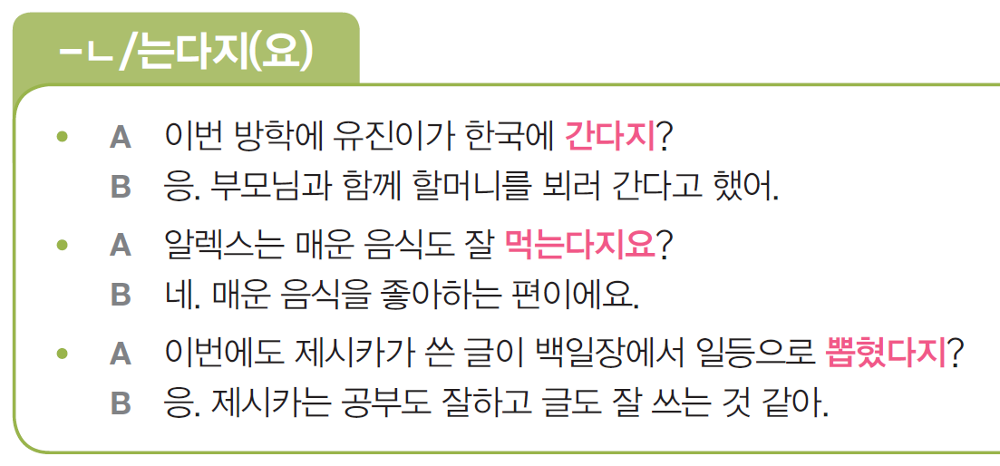 -ㄴ/는다지(요)
• A 이번 방학에 유진이가 한국에 간다지?
B 응. 부모님과 함께 할머니를 뵈러 간다고 했어.
• A 알렉스는 매운 음식도 잘 먹는다지요?
B 네. 매운 음식을 좋아하는 편이에요.
• A 이번에도 제시카가 쓴 글이 백일장에서 일등으로 뽑혔다지?
B 응. 제시카는 공부도 잘하고 글도 잘 쓰는 것 같아.